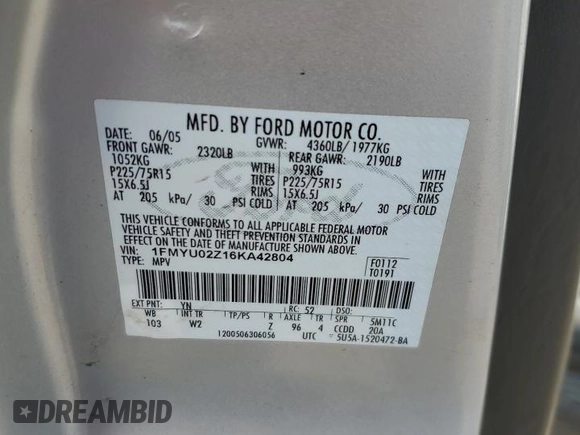 MFD. BY FORD MOTOR CO.
DATE: 06/05 GVWR: 4360LB/1977KG
FRONT GAWR: 2320LB REAR GAWR: 2190LB
1052KG WITH 993KG WITH
P225/75R15 TIRES P225/75R15 TIRES
15X6.5J RIMS 15X6.5J RIMS
AT 205 kPa/ 30 PSI COLD AT 205 kPa/ 30 PSI COLD
THIS VEHICLE CONFORMS TO ALL APPLICABLE FEDERAL MOTOR
VEHICLE SAFETY AND THEFT PREVENTION STANDARDS IN
EFFECT ON THE DATE OF MANUFACTURE SHOWN ABOVE.
VIN: 1FMYU02Z16KA42804 F0112
TYPE: MPV T0191
EXT PNT: YN RC: 52 DSO:
WB INT TR TP/PS R AXLE TR SPR 5M11C
103 W2 Z 96 4 CCDD 20A
1200506306056 UTC 5U5A-1520472-BA
Ford
DREAMBID